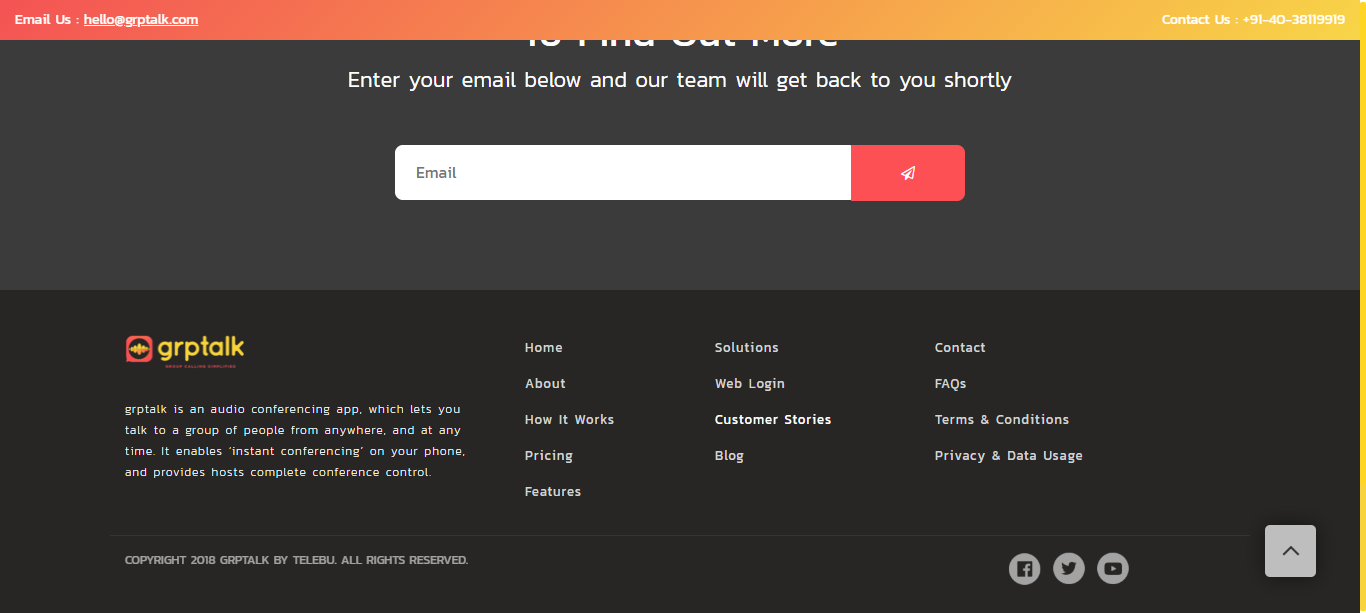 Email Us : hello@grptalk.com
Contact Us : +91-40-38119919
To Find Out More
Enter your email below and our team will get back to you shortly
Email
grptalk
GROUP CALLING SIMPLIFIED
grptalk is an audio conferencing app, which lets you
talk to a group of people from anywhere, and at any
time. It enables ‘instant conferencing’ on your phone,
and provides hosts complete conference control.
Home
About
How It Works
Pricing
Features
Solutions
Web Login
Customer Stories
Blog
Contact
FAQs
Terms & Conditions
Privacy & Data Usage
COPYRIGHT 2018 GRPTALK BY TELEBU. ALL RIGHTS RESERVED.